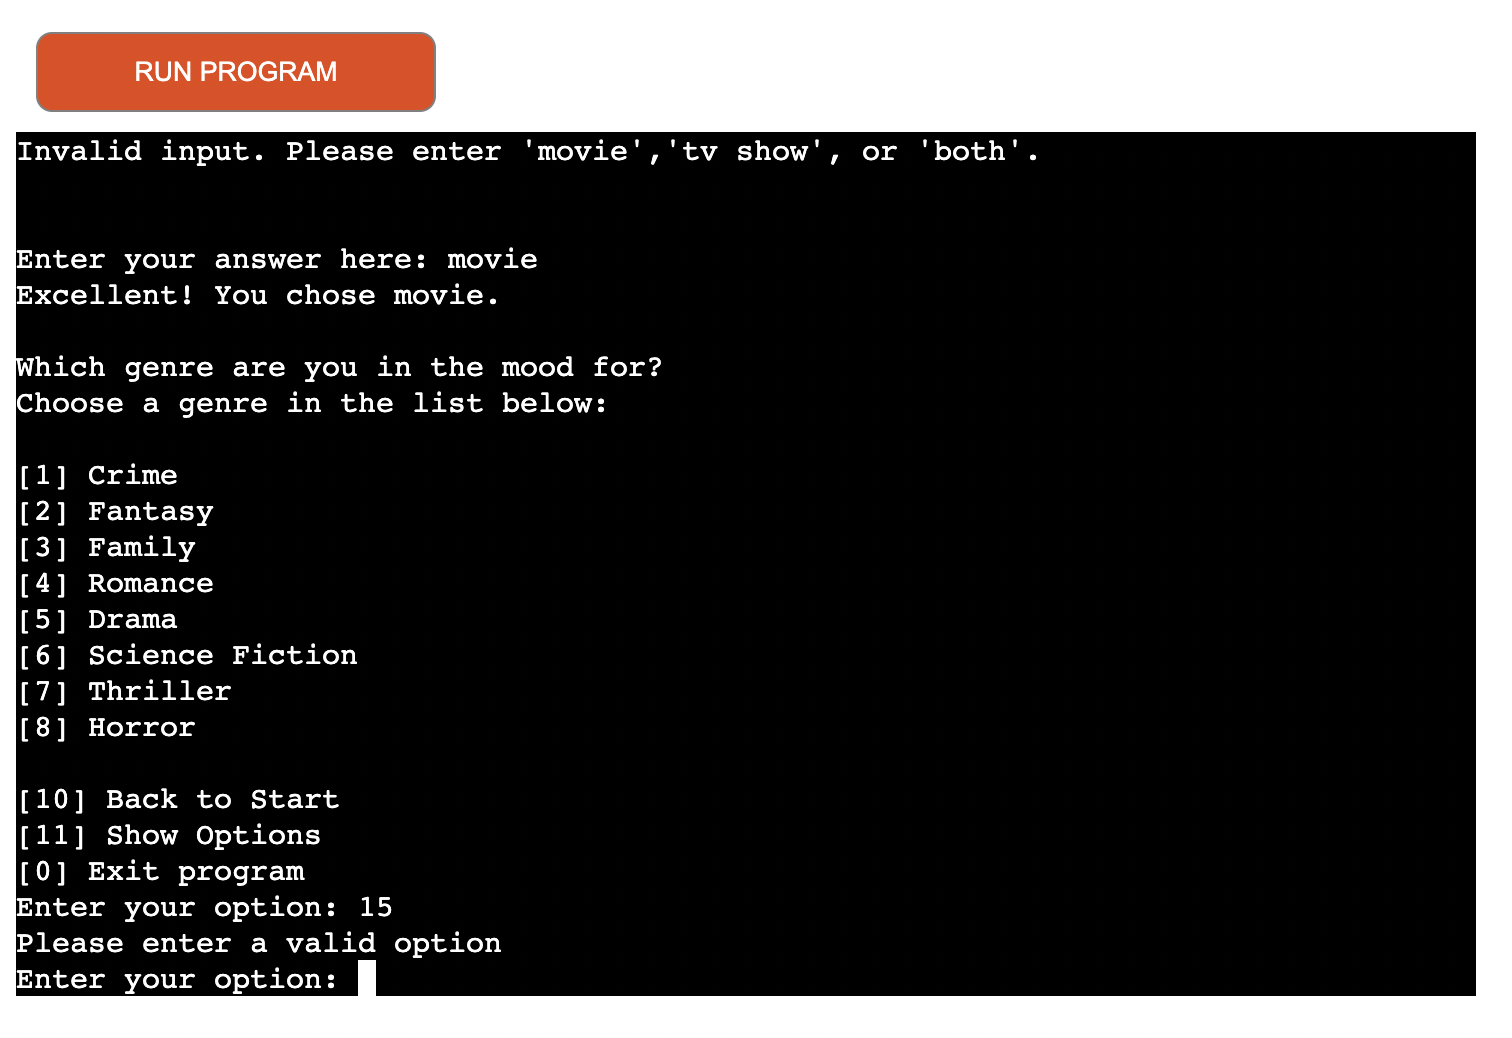 RUN PROGRAM
Invalid input. Please enter 'movie','tv show', or 'both'.
Enter your answer here: movie
Excellent! You chose movie.
Which genre are you in the mood for?
Choose a genre in the list below:
[1] Crime
[2] Fantasy
[3] Family
[4] Romance
[5] Drama
[6] Science Fiction
[7] Thriller
[8] Horror
[10] Back to Start
[11] Show Options
[0] Exit program
Enter your option: 15
Please enter a valid option
Enter your option: